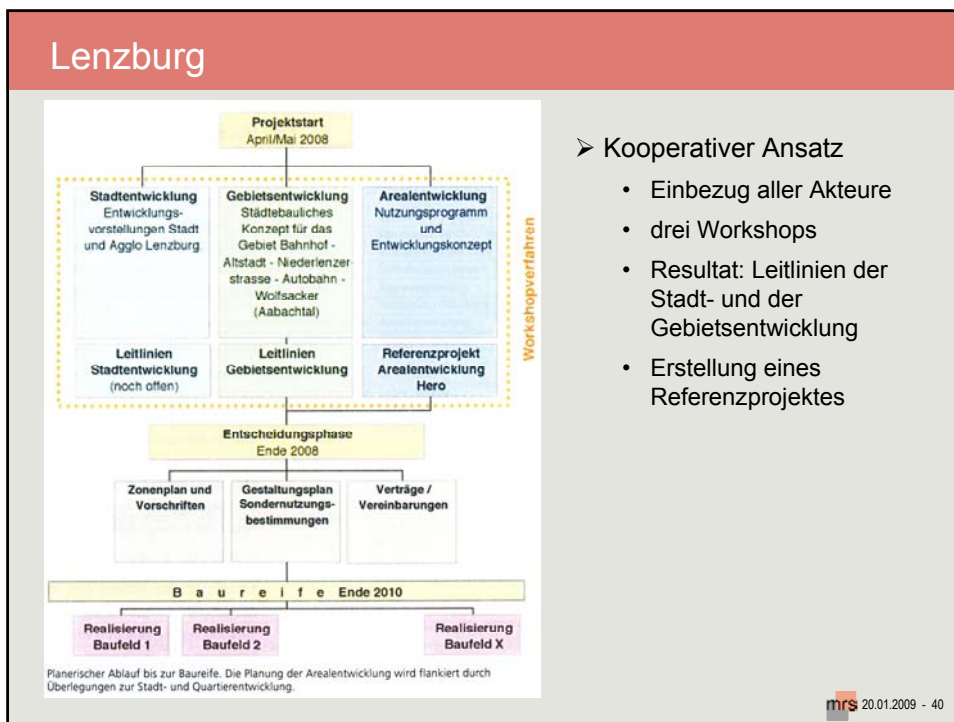 Lenzburg
Projektstart
April/Mai 2008
Stadtentwicklung
Entwicklungs-
vorstellungen Stadt
und Agglo Lenzburg
Leitlinien
Stadtentwicklung
(noch offen)
Gebietsentwicklung
Städtebauliches
Konzept für das
Gebiet Bahnhof -
Altstadt - Niederlenzer-
strasse - Autobahn -
Wolfsacker
(Aabachtal)
Leitlinien
Gebietsentwicklung
Arealentwicklung
Nutzungsprogramm
und
Entwicklungskonzept
Referenzprojekt
Arealentwicklung
Hero
Workshopverfahren
Entscheidungsphase
Ende 2008
Zonenplan und
Vorschriften
Gestaltungsplan
Sondernutzungs-
bestimmungen
Verträge /
Vereinbarungen
B a u r e i f e Ende 2010
Realisierung
Baufeld 1
Realisierung
Baufeld 2
Realisierung
Baufeld X
Planerischer Ablauf bis zur Baureife. Die Planung der Arealentwicklung wird flankiert durch
Überlegungen zur Stadt- und Quartierentwicklung.
➢ Kooperativer Ansatz
• Einbezug aller Akteure
• drei Workshops
• Resultat: Leitlinien der
Stadt- und der
Gebietsentwicklung
• Erstellung eines
Referenzprojektes
mrs 20.01.2009 - 40